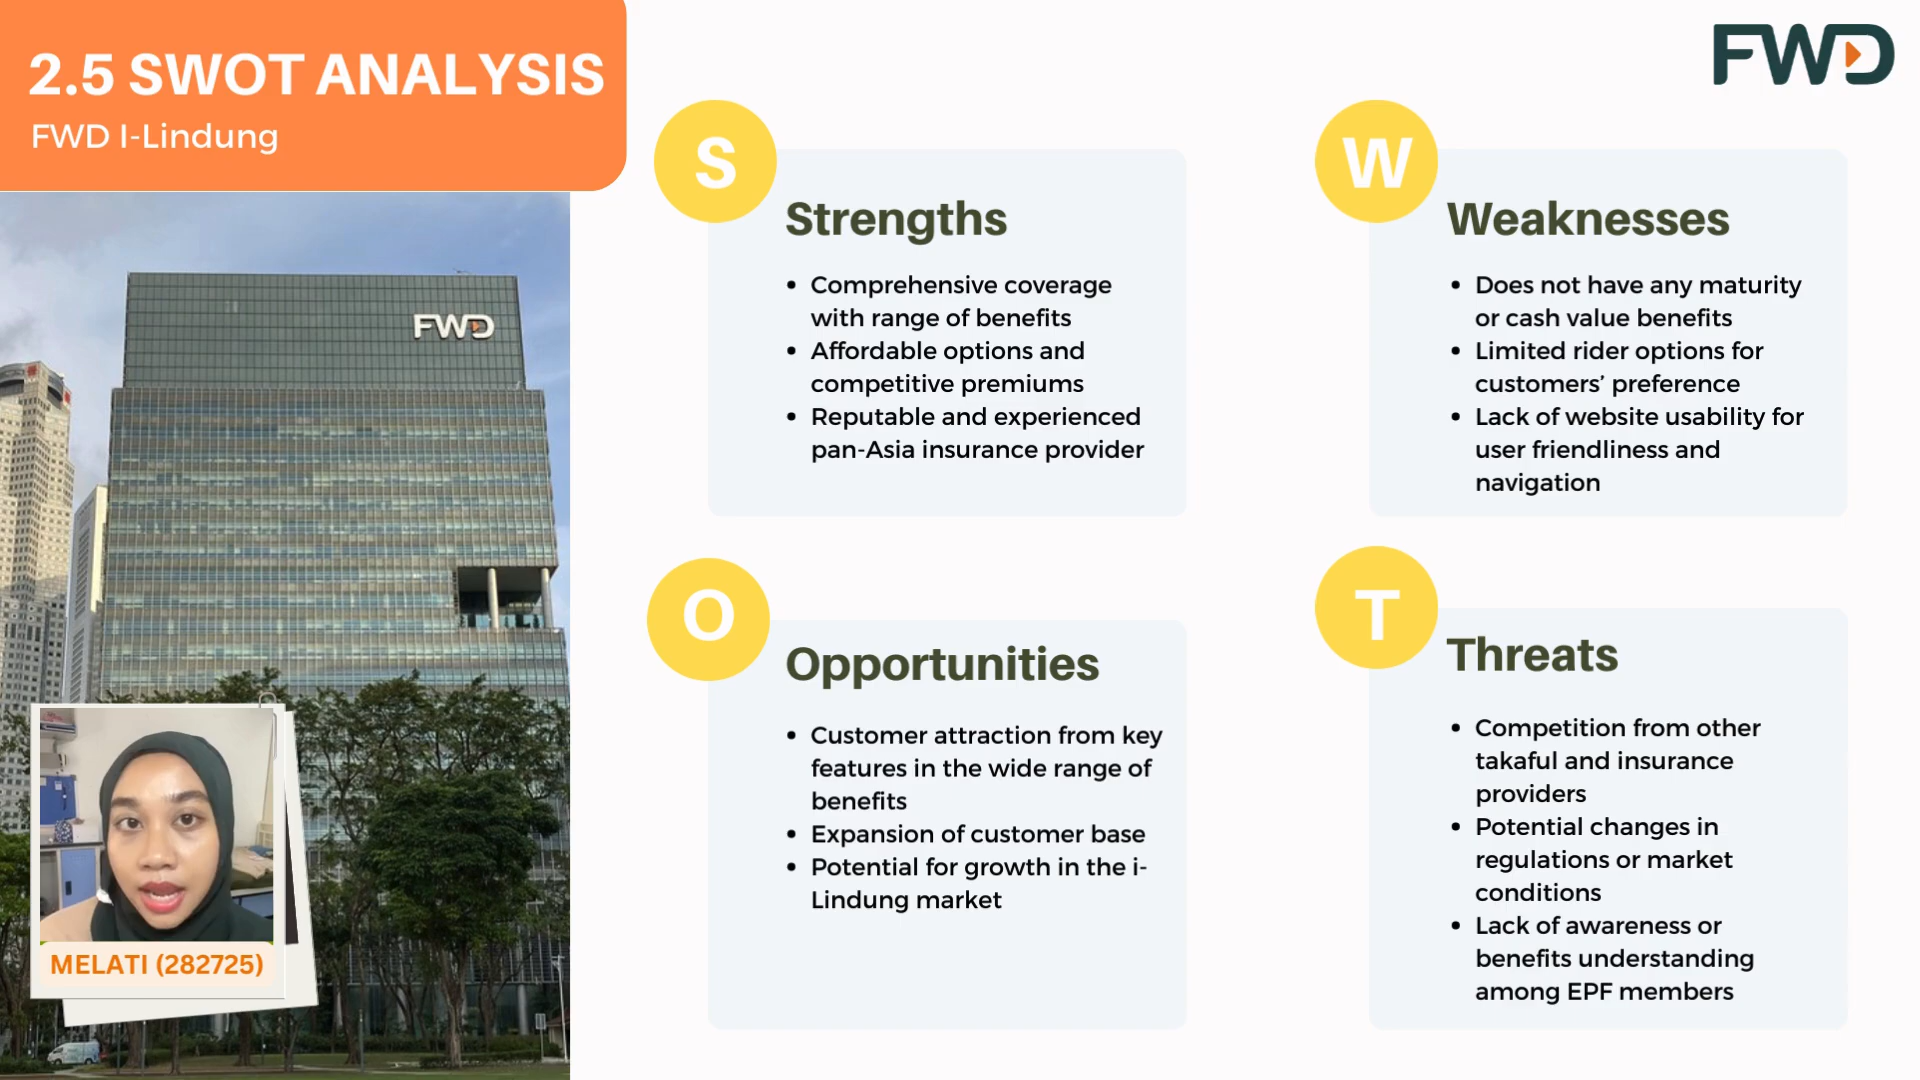 2.5 SWOT ANALYSIS
FWD I-Lindung
FWD
FWD
MELATI (282725)
S
Strengths
• Comprehensive coverage
with range of benefits
• Affordable options and
competitive premiums
• Reputable and experienced
pan-Asia insurance provider
W
Weaknesses
• Does not have any maturity
or cash value benefits
• Limited rider options for
customers’ preference
• Lack of website usability for
user friendliness and
navigation
O
Opportunities
• Customer attraction from key
features in the wide range of
benefits
• Expansion of customer base
• Potential for growth in the i-
Lindung market
T
Threats
• Competition from other
takaful and insurance
providers
• Potential changes in
regulations or market
conditions
• Lack of awareness or
benefits understanding
among EPF members